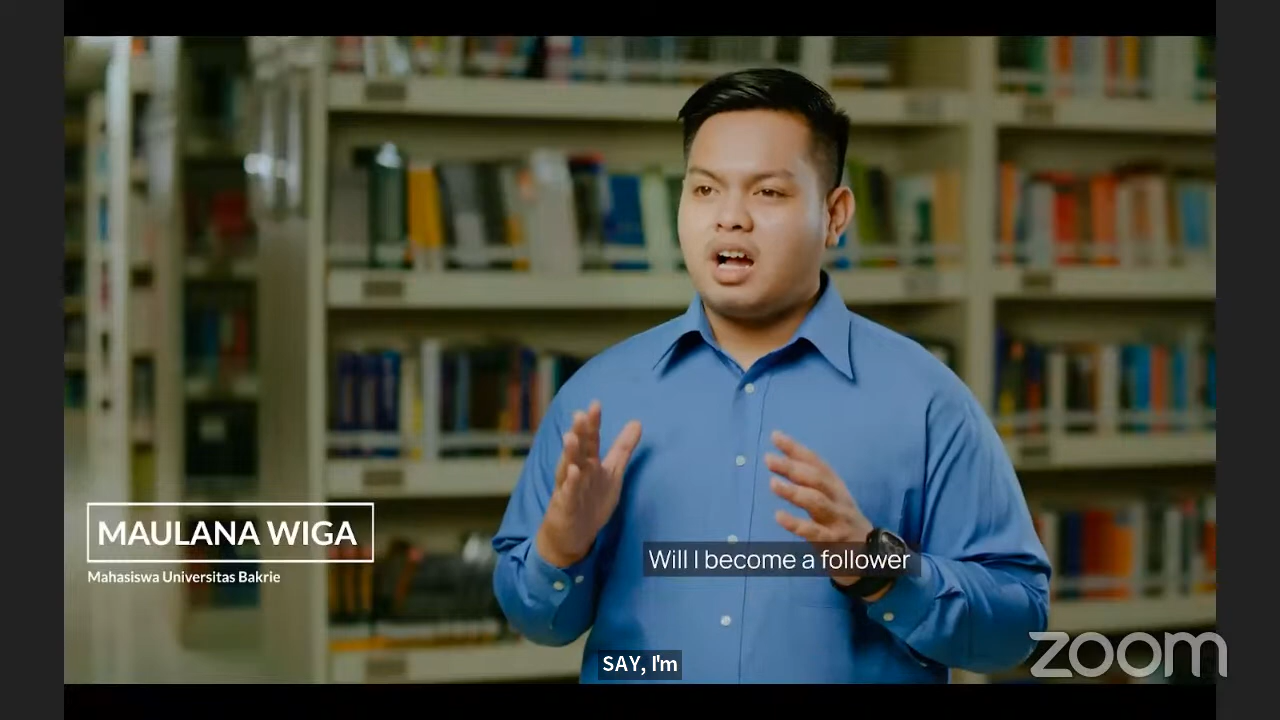 MAULANA WIGA
Mahasiswa Universitas Bakrie
Will I become a follower
SAY, I'm
zoom